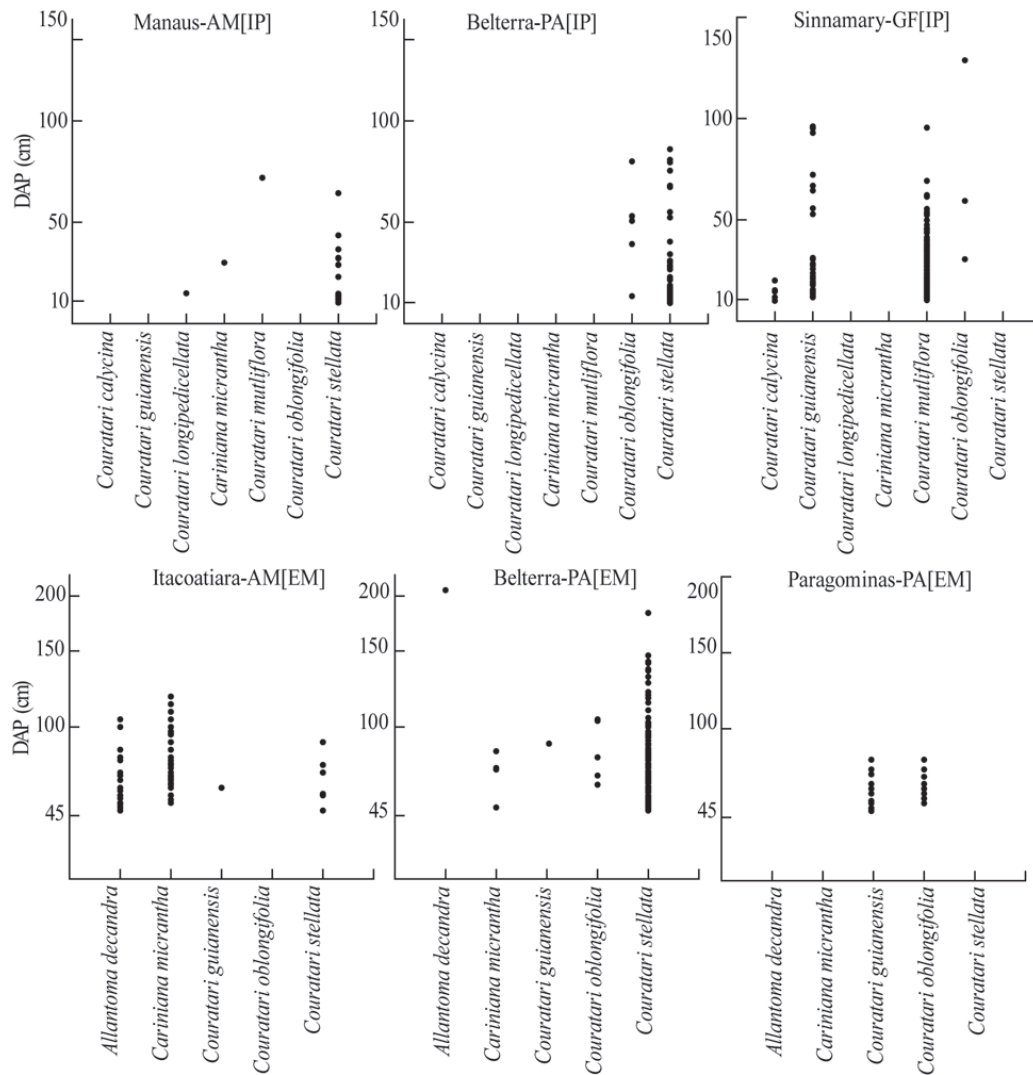 Manaus-AM[IP]
150
100
50
10
DAP (cm)
Couratari calycina
Couratari guianensis
Couratari longipedicellata
Cariniana micrantha
Couratari mutliflora
Couratari oblongifolia
Couratari stellata
Belterra-PA[IP]
150
100
50
10
Couratari calycina
Couratari guianensis
Couratari longipedicellata
Cariniana micrantha
Couratari mutliflora
Couratari oblongifolia
Couratari stellata
Sinnamary-GF[IP]
150
100
50
10
Couratari calycina
Couratari guianensis
Couratari longipedicellata
Cariniana micrantha
Couratari mutliflora
Couratari oblongifolia
Couratari stellata
Itacoatiara-AM[EM]
200
150
100
45
DAP (cm)
Allantoma decandra
Cariniana micrantha
Couratari guianensis
Couratari oblongifolia
Couratari stellata
Belterra-PA[EM]
200
150
100
45
Allantoma decandra
Cariniana micrantha
Couratari guianensis
Couratari oblongifolia
Couratari stellata
Paragominas-PA[EM]
200
150
100
45
Allantoma decandra
Cariniana micrantha
Couratari guianensis
Couratari oblongifolia
Couratari stellata